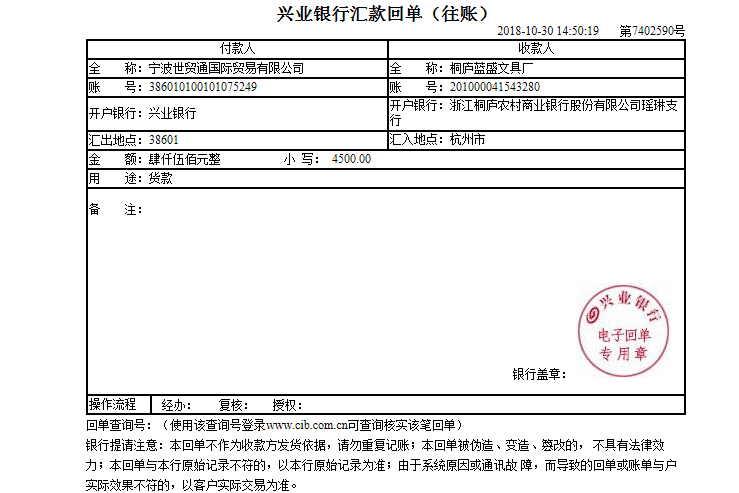 兴业银行汇款回单（往账）
2018-10-30 14:50:19 第7402590号
付款人 收款人
全 称：宁波世贸通国际贸易有限公司 全 称：桐庐蓝盛文具厂
账 号：386010100101075249 账 号：201000041543280
开户银行：兴业银行 开户银行：浙江桐庐农村商业银行股份有限公司瑶琳支
行
汇出地点：38601 汇入地点：杭州市
金 额：肆仟伍佰元整 小 写： 4500.00
用 途：货款
备 注：
兴业银行
电子回单
专用章
银行盖章：
操作流程 经办： 复核： 授权：
回单查询号：（使用该查询号登录www.cib.com.cn可查询核实该笔回单）
银行提请注意：本回单不作为收款方发货依据，请勿重复记账；本回单被伪造、变造、篡改的，不具有法律效
力；本回单与本行原始记录不符的，以本行原始记录为准；由于系统原因或通讯故 障，而导致的回单或账单与户
实际效果不符的，以客户实际交易为准。